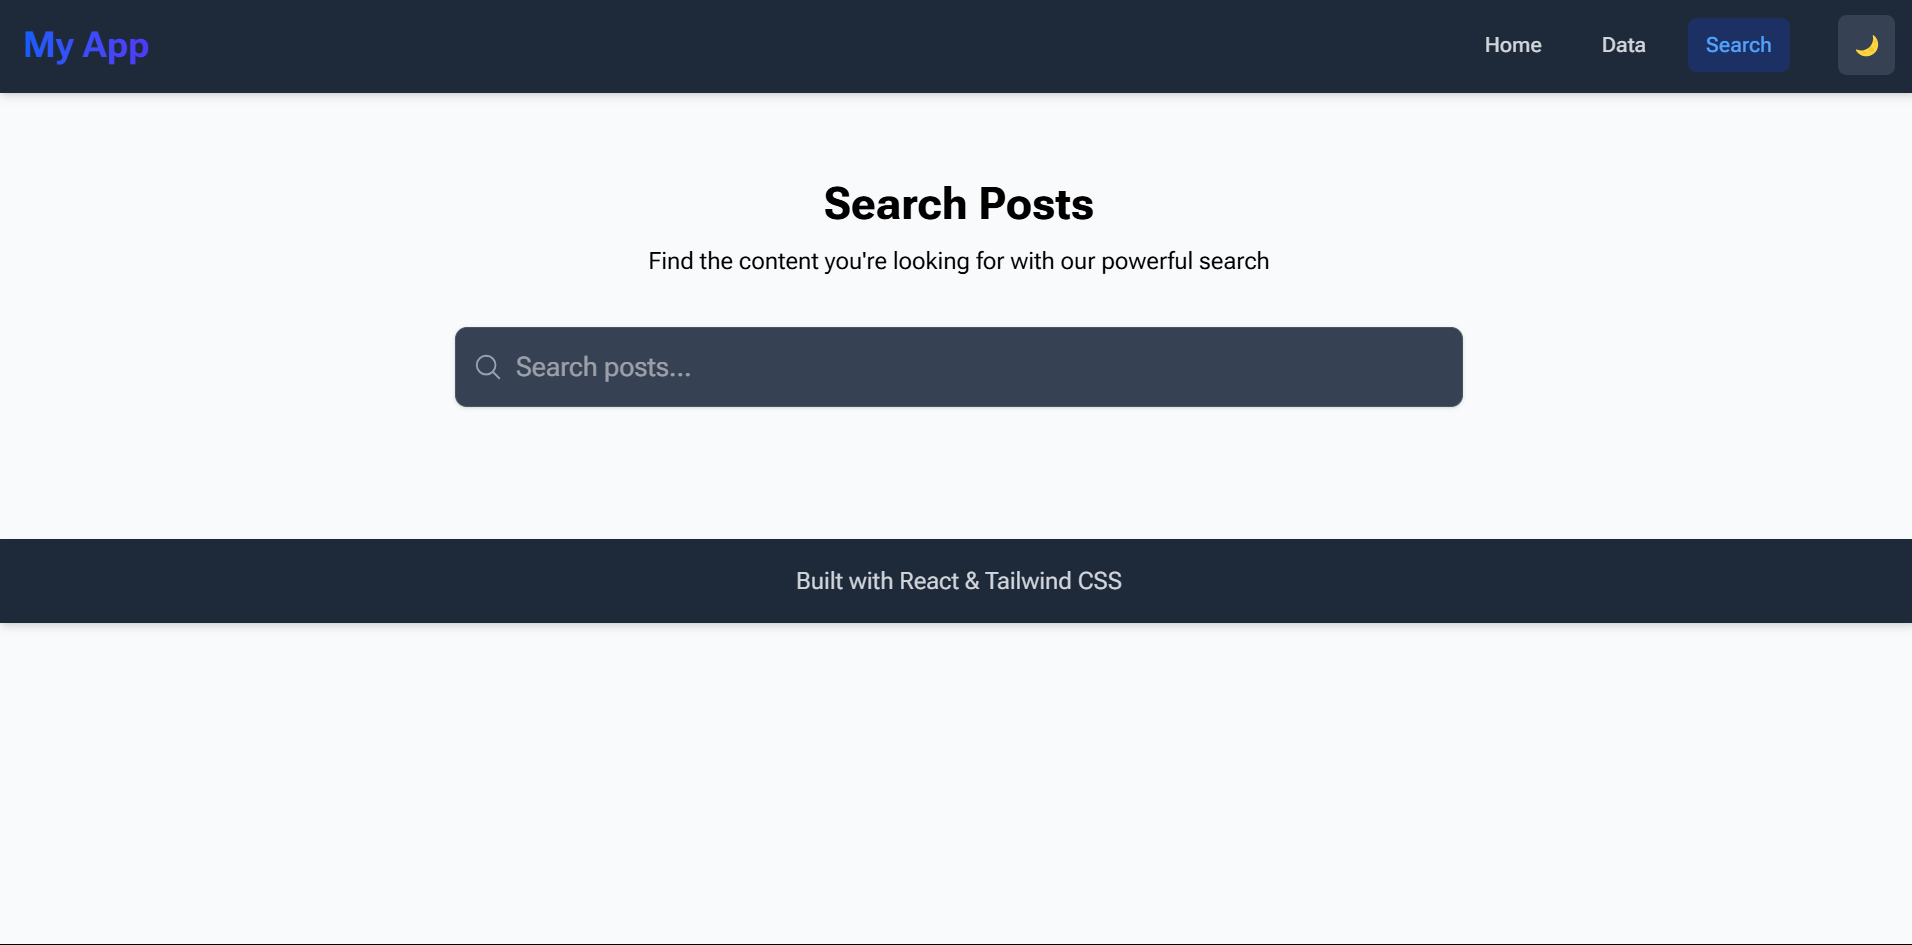 My App
Home
Data
Search
Search Posts
Find the content you're looking for with our powerful search
Search posts...
Built with React & Tailwind CSS